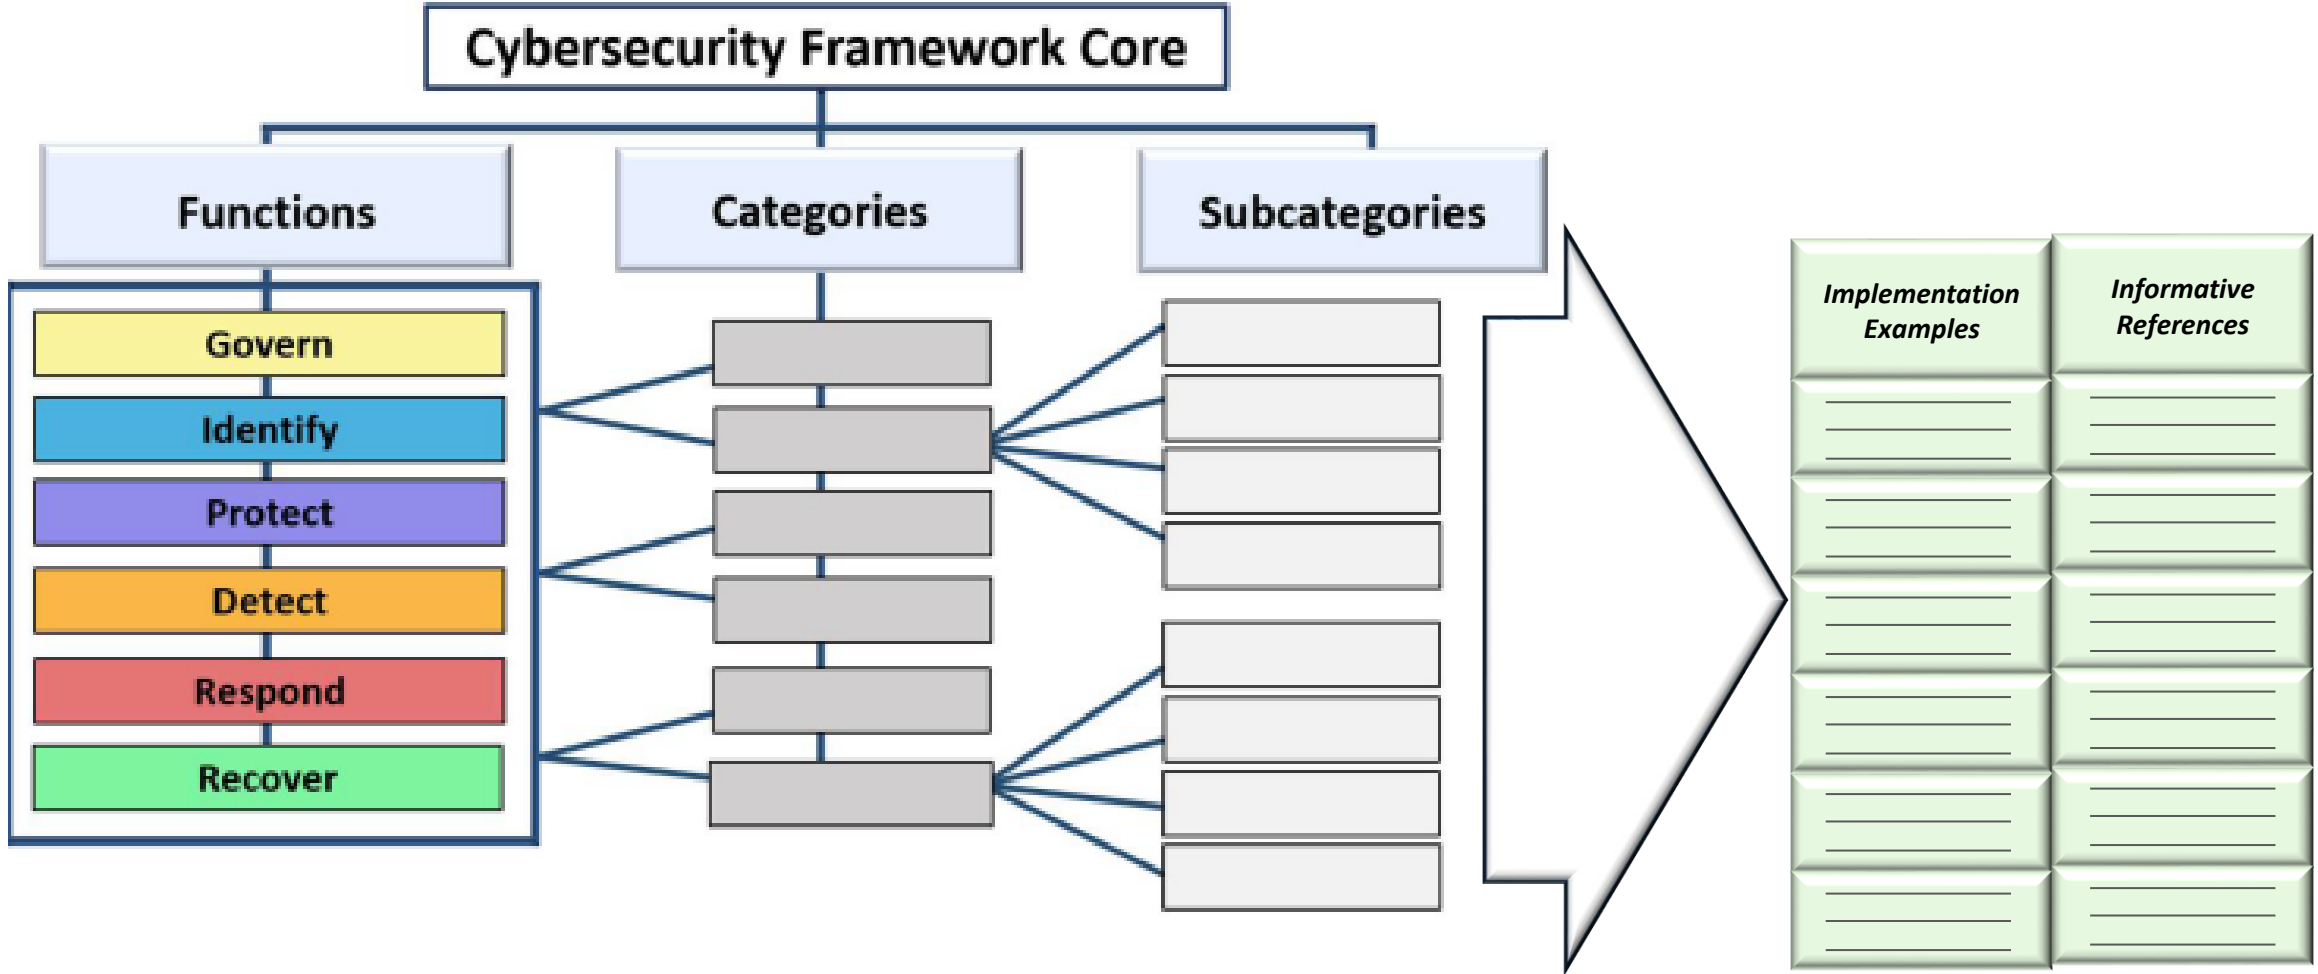 Cybersecurity Framework Core
Functions
Categories
Subcategories
Govern
Identify
Protect
Detect
Respond
Recover
Implementation
Examples
Informative
References